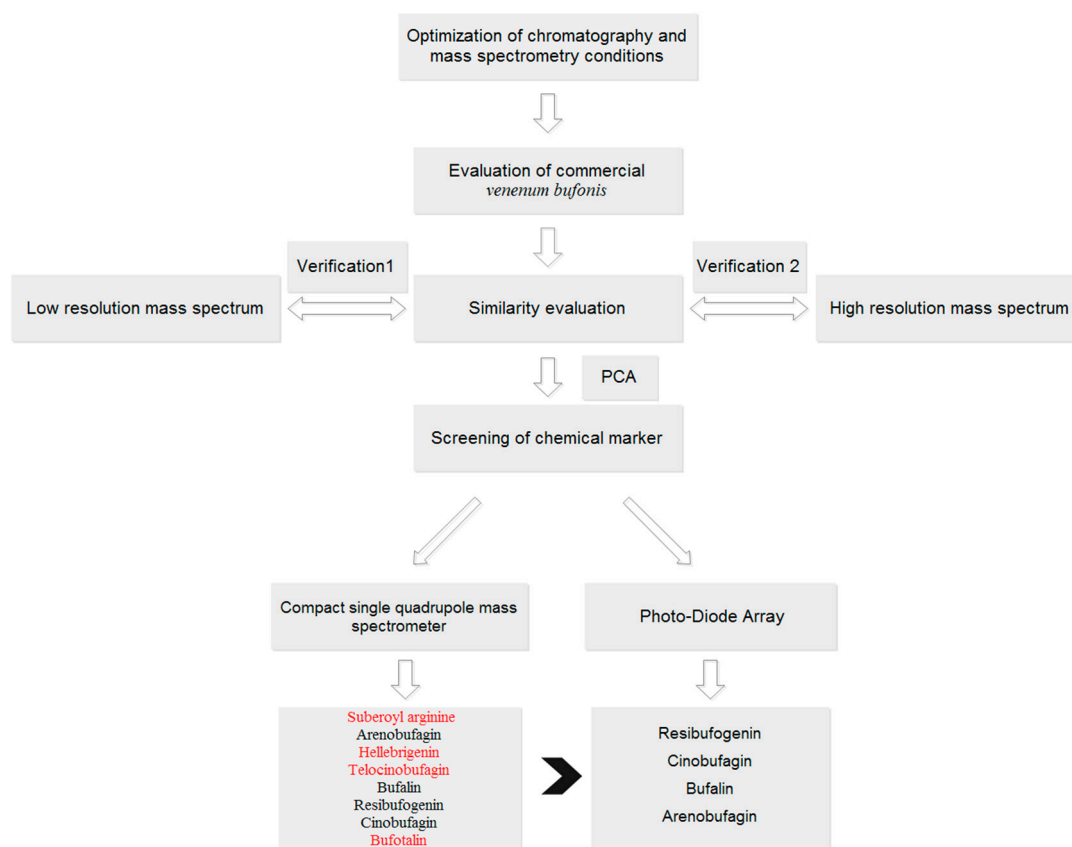 Optimization of chromatography and
mass spectrometry conditions
Evaluation of commercial
venenum bufonis
Verification1
Verification 2
Low resolution mass spectrum
Similarity evaluation
High resolution mass spectrum
PCA
Screening of chemical marker
Compact single quadrupole mass
spectrometer
Photo-Diode Array
Suberoyl arginine
Arenobufagin
Hellebrigenin
Telocinobufagin
Bufalin
Resibufogenin
Cinobufagin
Bufotalin
Resibufogenin
Cinobufagin
Bufalin
Arenobufagin